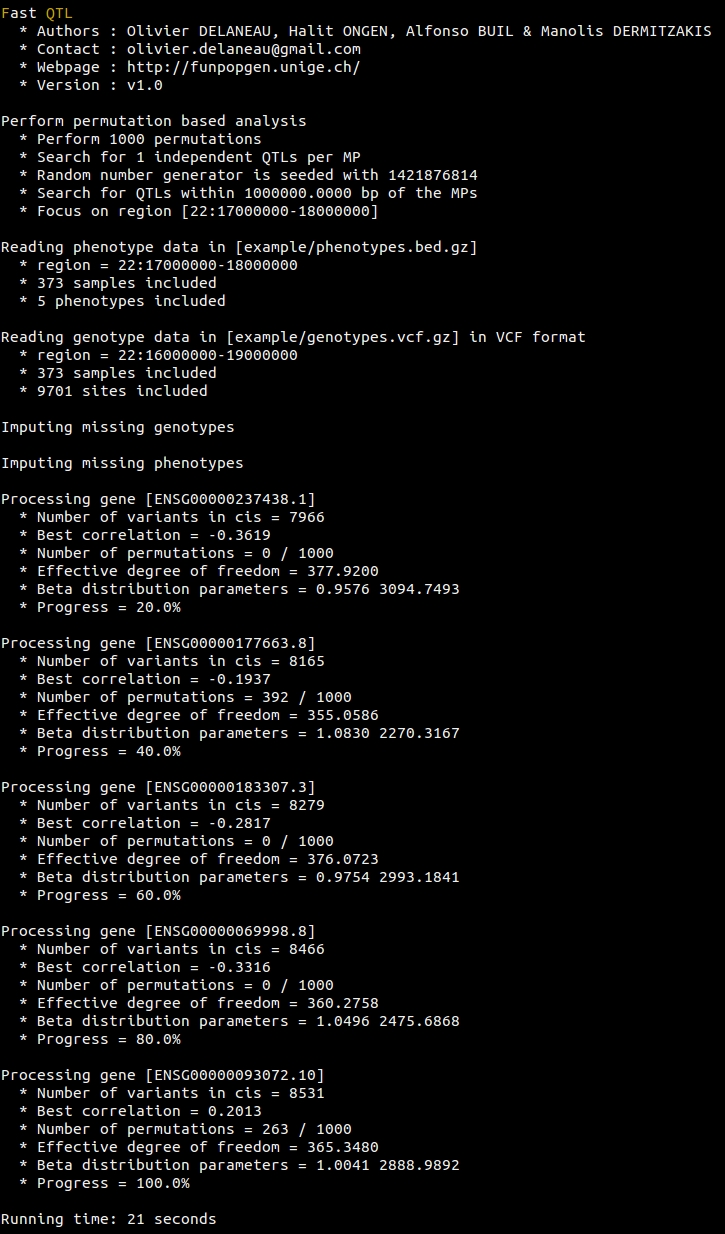 Fast QTL
* Authors : Olivier DELANEAU, Halit ONGEN, Alfonso BUIL & Manolis DERMITZAKIS
* Contact : olivier.delaneau@gmail.com
* Webpage : http://funpopgen.unige.ch/
* Version : v1.0
Perform permutation based analysis
* Perform 1000 permutations
* Search for 1 independent QTLs per MP
* Random number generator is seeded with 1421876814
* Search for QTLs within 1000000.0000 bp of the MPs
* Focus on region [22:17000000-18000000]
Reading phenotype data in [example/phenotypes.bed.gz]
* region = 22:17000000-18000000
* 373 samples included
* 5 phenotypes included
Reading genotype data in [example/genotypes.vcf.gz] in VCF format
* region = 22:16000000-19000000
* 373 samples included
* 9701 sites included
Imputing missing genotypes
Imputing missing phenotypes
Processing gene [ENSG00000237438.1]
* Number of variants in cis = 7966
* Best correlation = -0.3619
* Number of permutations = 0 / 1000
* Effective degree of freedom = 377.9200
* Beta distribution parameters = 0.9576 3094.7493
* Progress = 20.0%
Processing gene [ENSG00000177663.8]
* Number of variants in cis = 8165
* Best correlation = -0.1937
* Number of permutations = 392 / 1000
* Effective degree of freedom = 355.0586
* Beta distribution parameters = 1.0830 2270.3167
* Progress = 40.0%
Processing gene [ENSG00000183307.3]
* Number of variants in cis = 8279
* Best correlation = -0.2817
* Number of permutations = 0 / 1000
* Effective degree of freedom = 376.0723
* Beta distribution parameters = 0.9754 2993.1841
* Progress = 60.0%
Processing gene [ENSG00000069998.8]
* Number of variants in cis = 8466
* Best correlation = -0.3316
* Number of permutations = 0 / 1000
* Effective degree of freedom = 360.2758
* Beta distribution parameters = 1.0496 2475.6868
* Progress = 80.0%
Processing gene [ENSG00000093072.10]
* Number of variants in cis = 8531
* Best correlation = 0.2013
* Number of permutations = 263 / 1000
* Effective degree of freedom = 365.3480
* Beta distribution parameters = 1.0041 2888.9892
* Progress = 100.0%
Running time: 21 seconds